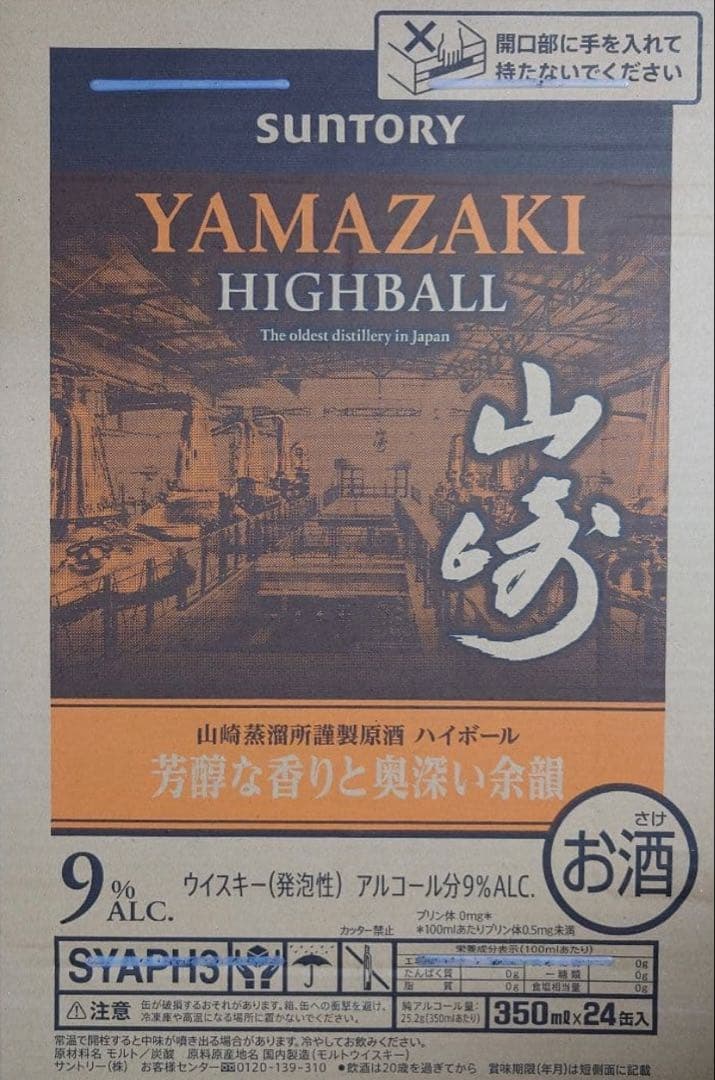 開口部に手を入れて
持たないでください
SUNTORY
YAMAZAKI
HIGHBALL
The oldest distillery in Japan
山崎
山崎蒸溜所謹製原酒 ハイボール
芳醇な香りと奥深い余韻
さけ
お酒
9% ALC.
ウイスキー(発泡性) アルコール分9%ALC.
プリン体 0mg*
*100mlあたりプリン体0.5mg未満
カッター禁止
SYAPH3
栄養成分表示(100mlあたり)
0g
たんぱく質 0g 糖類 0g
脂質 0g 食塩相当量 0g
注意 缶が破損するおそれがあります。箱、缶への衝撃を避け、
冷凍庫や高温になる場所に置かないでください。
純アルコール量:
25.2g(350mlあたり)
350ml×24缶入
常温で開栓すると中味が噴き出る場合があります。冷やしてお飲みください。
原材料名 モルト/炭酸 原料原産地名 国内製造(モルトウイスキー)
サントリー(株) お客様センター 0120-139-310 ●飲酒は20歳を過ぎてから 賞味期限(年月)は短側面に記載